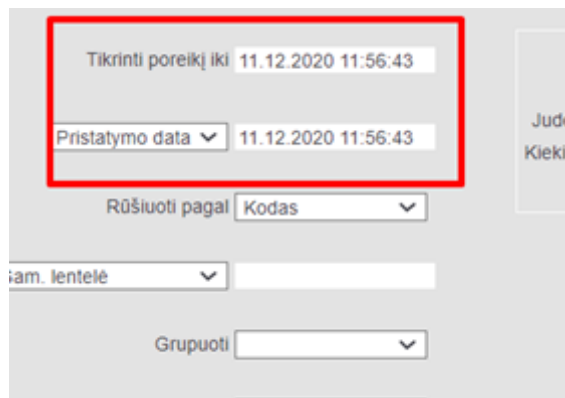 Tikrinti poreikį iki 11.12.2020 11:56:43
Pristatymo data 11.12.2020 11:56:43
Rūšiuoti pagal Kodas
lentelė
Grupuoti